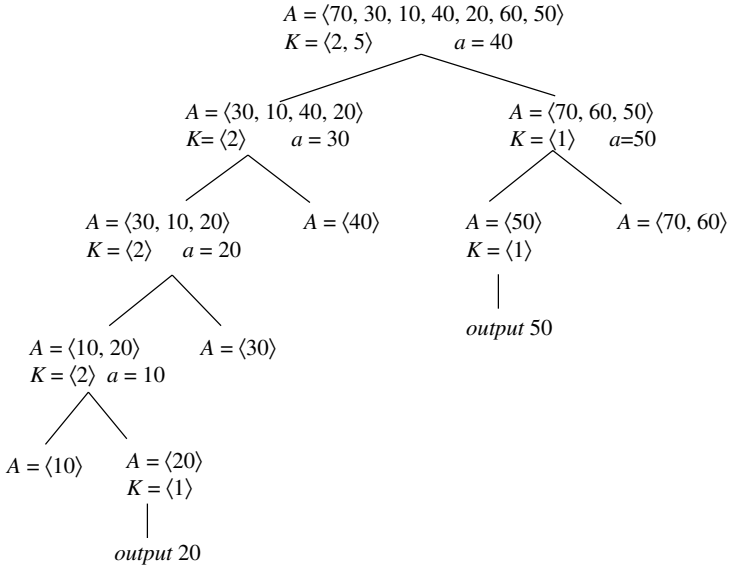 A = ⟨70, 30, 10, 40, 20, 60, 50⟩
K = ⟨2, 5⟩ a = 40
A = ⟨30, 10, 40, 20⟩
K= ⟨2⟩ a = 30
A = ⟨70, 60, 50⟩
K = ⟨1⟩ a=50
A = ⟨30, 10, 20⟩
K = ⟨2⟩ a = 20
A = ⟨40⟩
A = ⟨50⟩
K = ⟨1⟩
A = ⟨70, 60⟩
output 50
A = ⟨10, 20⟩
K = ⟨2⟩ a = 10
A = ⟨30⟩
A = ⟨10⟩
A = ⟨20⟩
K = ⟨1⟩
output 20